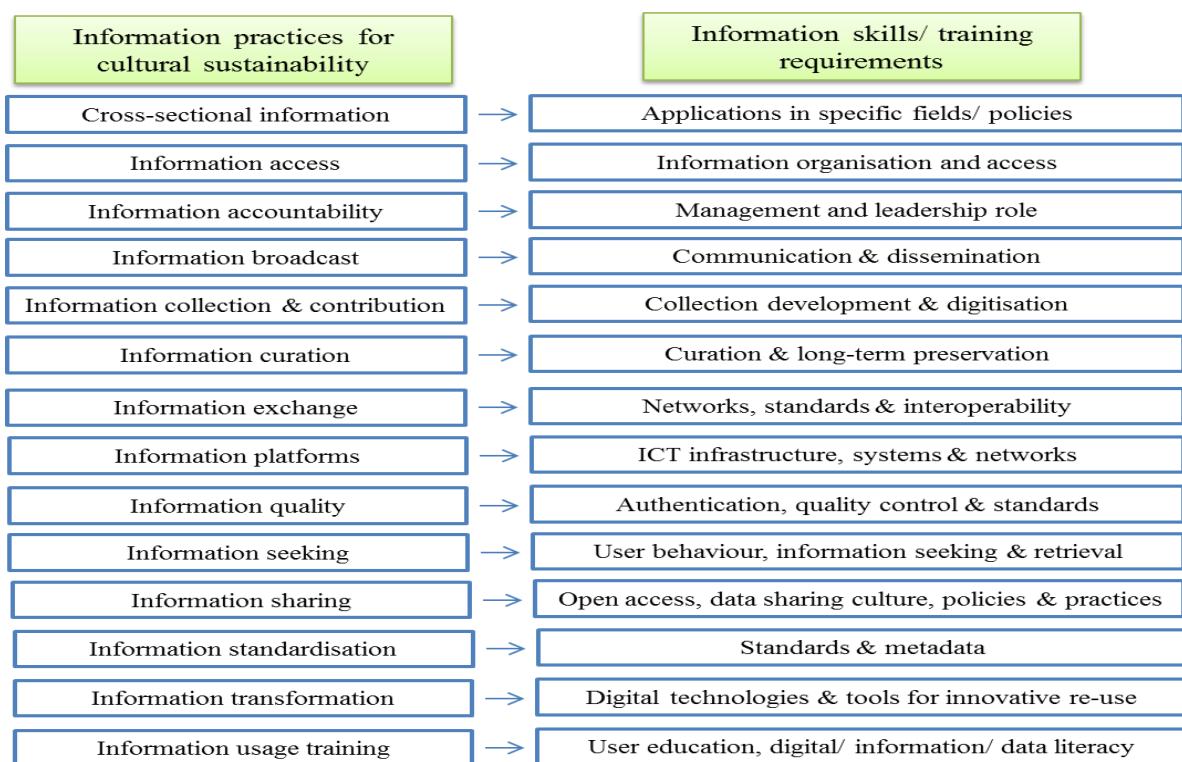 Information practices for
cultural sustainability
Information skills/ training
requirements
Cross-sectional information
Applications in specific fields/ policies
Information access
Information organisation and access
Information accountability
Management and leadership role
Information broadcast
Communication & dissemination
Information collection & contribution
Collection development & digitisation
Information curation
Curation & long-term preservation
Information exchange
Networks, standards & interoperability
Information platforms
ICT infrastructure, systems & networks
Information quality
Authentication, quality control & standards
Information seeking
User behaviour, information seeking & retrieval
Information sharing
Open access, data sharing culture, policies & practices
Information standardisation
Standards & metadata
Information transformation
Digital technologies & tools for innovative re-use
Information usage training
User education, digital/ information/ data literacy